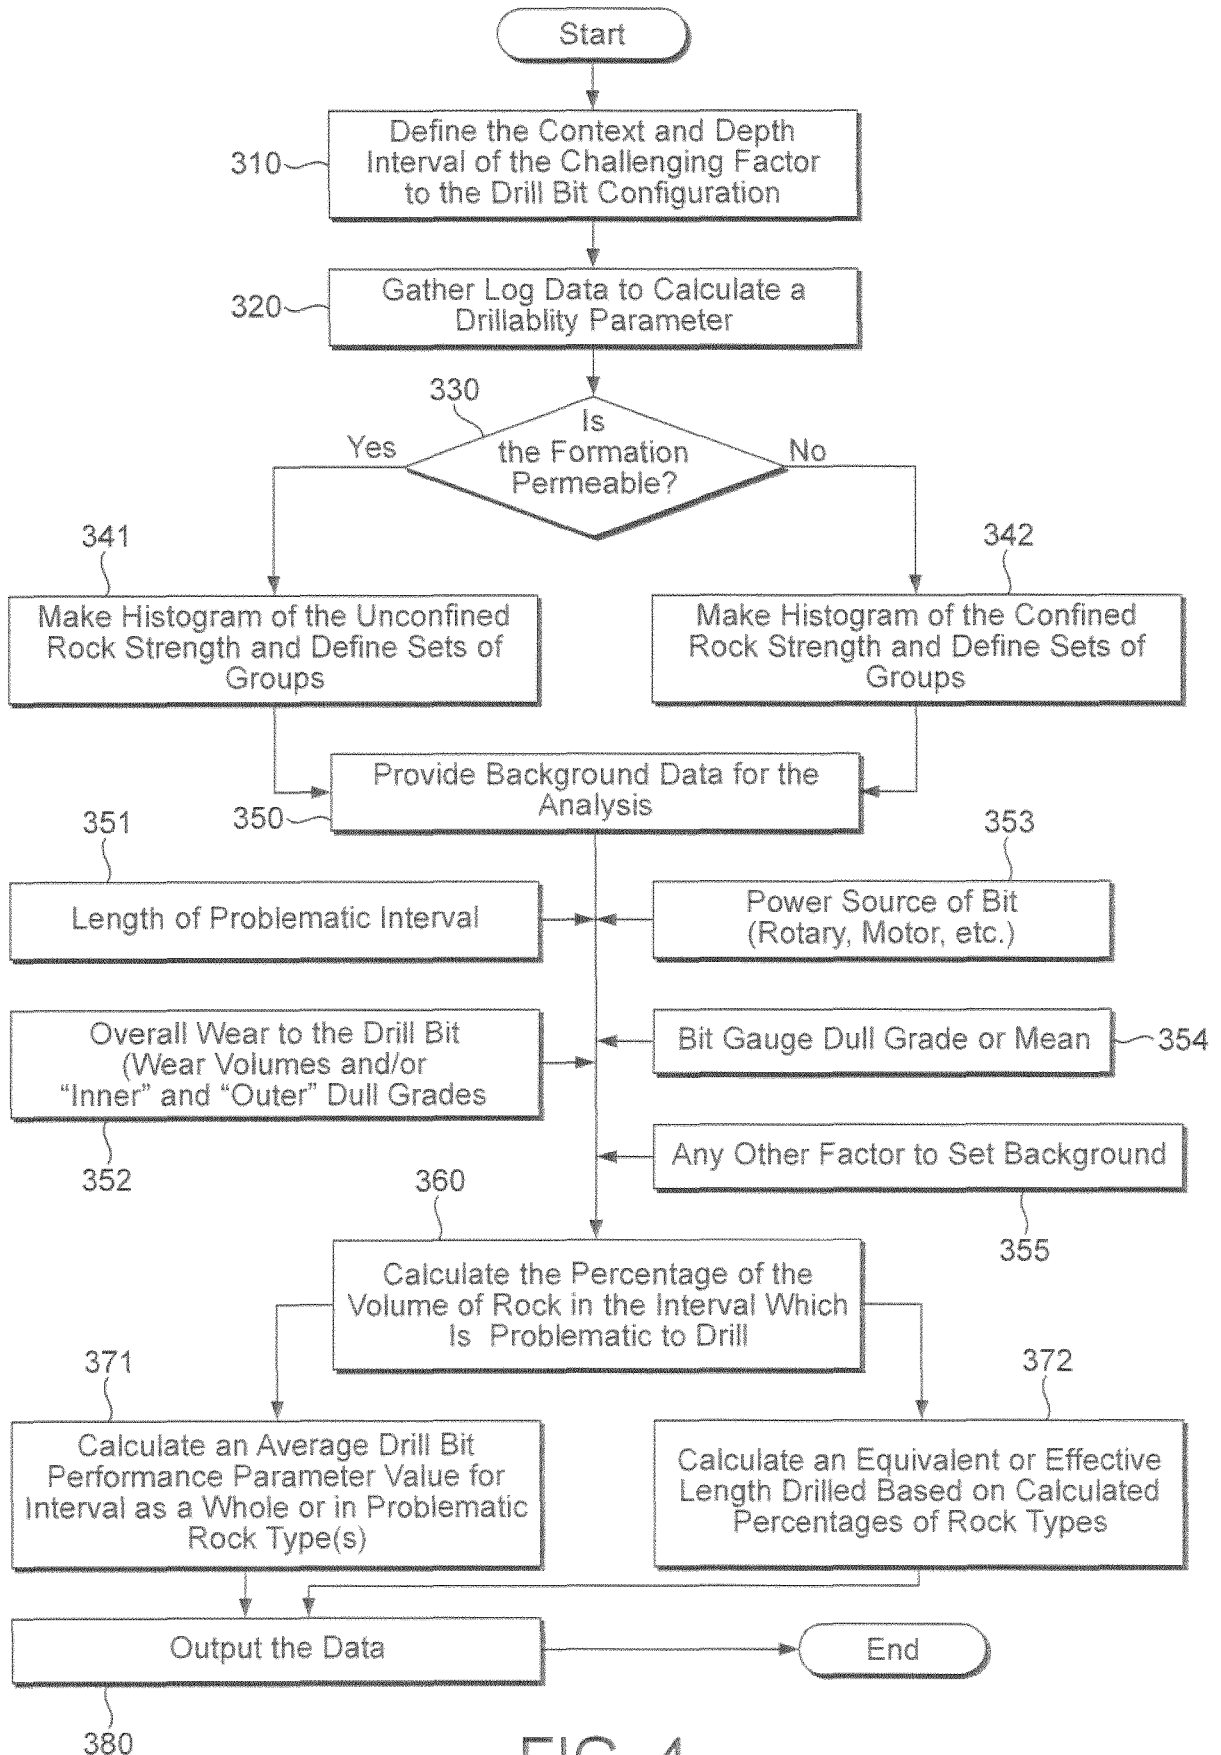 Start
Define the Context and Depth
Interval of the Challenging Factor
to the Drill Bit Configuration
310
Gather Log Data to Calculate a
Drillablity Parameter
320
330
Is
the Formation
Permeable?
Yes
No
341
342
Make Histogram of the Unconfined
Rock Strength and Define Sets of
Groups
Make Histogram of the Confined
Rock Strength and Define Sets of
Groups
Provide Background Data for the
Analysis
350
351
353
Length of Problematic Interval
Power Source of Bit
(Rotary, Motor, etc.)
Overall Wear to the Drill Bit
(Wear Volumes and/or
“Inner” and “Outer” Dull Grades
352
Bit Gauge Dull Grade or Mean
354
Any Other Factor to Set Background
355
360
Calculate the Percentage of the
Volume of Rock in the Interval Which
Is Problematic to Drill
371
372
Calculate an Average Drill Bit
Performance Parameter Value for
Interval as a Whole or in Problematic
Rock Type(s)
Calculate an Equivalent or Effective
Length Drilled Based on Calculated
Percentages of Rock Types
Output the Data
End
380
FIG. 4